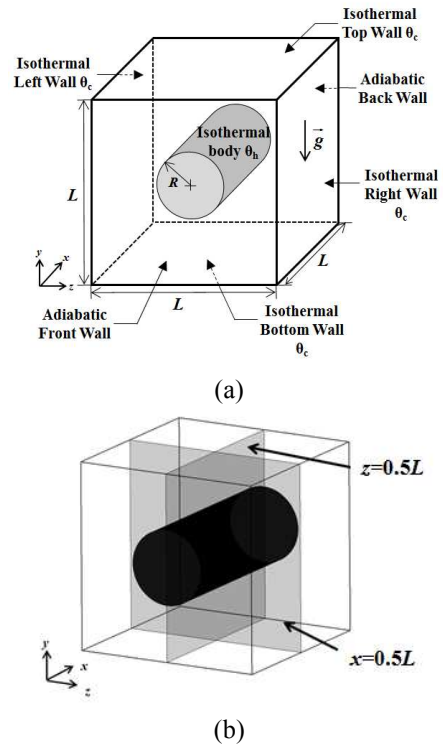 Isothermal
Top Wall θc
Isothermal
Left Wall θc
Adiabatic
Back Wall
Isothermal
body θh
g
R
Isothermal
Right Wall
θc
L
L
y
x
z
L
Adiabatic
Front Wall
Isothermal
Bottom Wall
θc
(a)
z=0.5L
y
x
z
x=0.5L
(b)